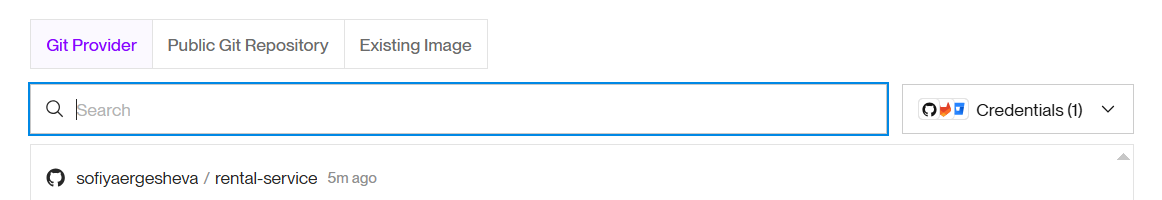 Git Provider Public Git Repository Existing Image
Search Credentials (1)
sofiyaergesheva / rental-service 5m ago